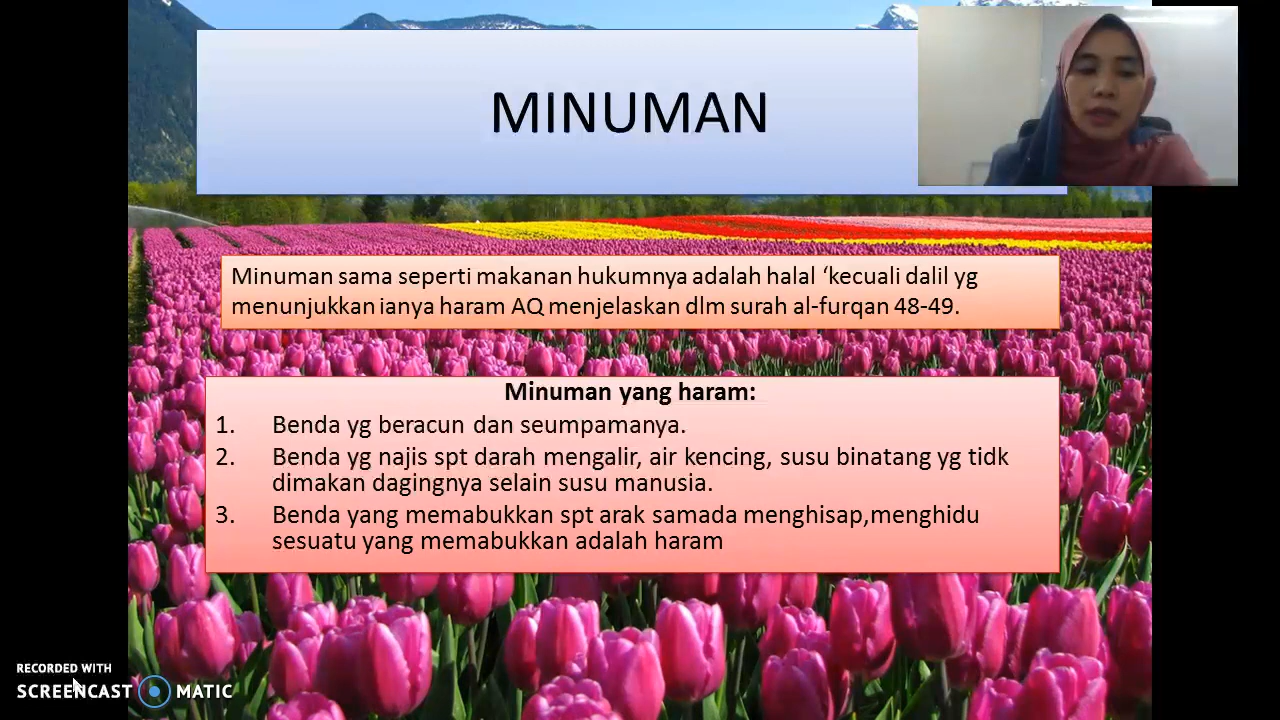 MINUMAN
Minuman sama seperti makanan hukumnya adalah halal ‘kecuali dalil yg
menunjukkan ianya haram AQ menjelaskan dlm surah al-furqan 48-49.
Minuman yang haram:
1. Benda yg beracun dan seumpamanya.
2. Benda yg najis spt darah mengalir, air kencing, susu binatang yg tidk
dimakan dagingnya selain susu manusia.
3. Benda yang memabukkan spt arak samada menghisap,menghidu
sesuatu yang memabukkan adalah haram
RECORDED WITH
SCREENCAST MATIC